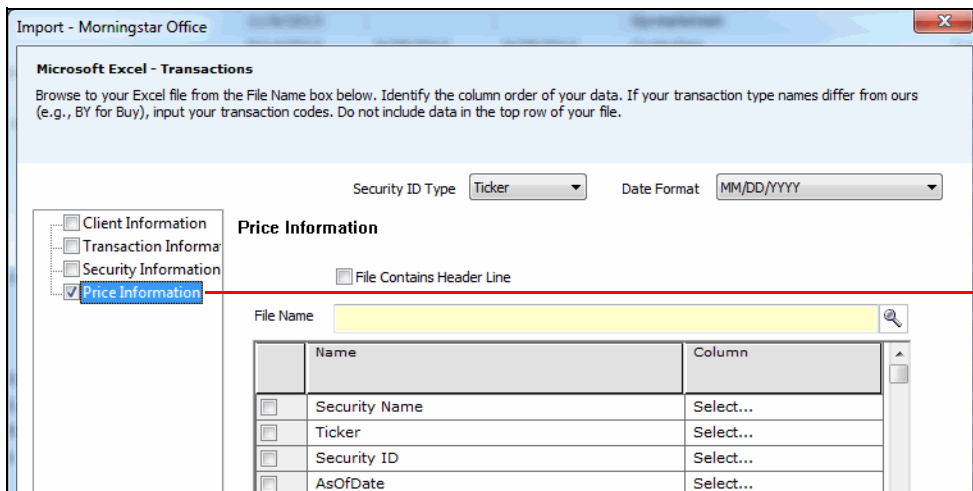 Import - Morningstar Office
Microsoft Excel - Transactions
Browse to your Excel file from the File Name box below. Identify the column order of your data. If your transaction type names differ from ours
(e.g., BY for Buy), input your transaction codes. Do not include data in the top row of your file.
Security ID Type Ticker Date Format MM/DD/YYYY
Client Information
Transaction Informa
Security Information
Price Information
Price Information
File Contains Header Line
File Name
Name Column
Security Name Select...
Ticker Select...
Security ID Select...
AsOfDate Select...